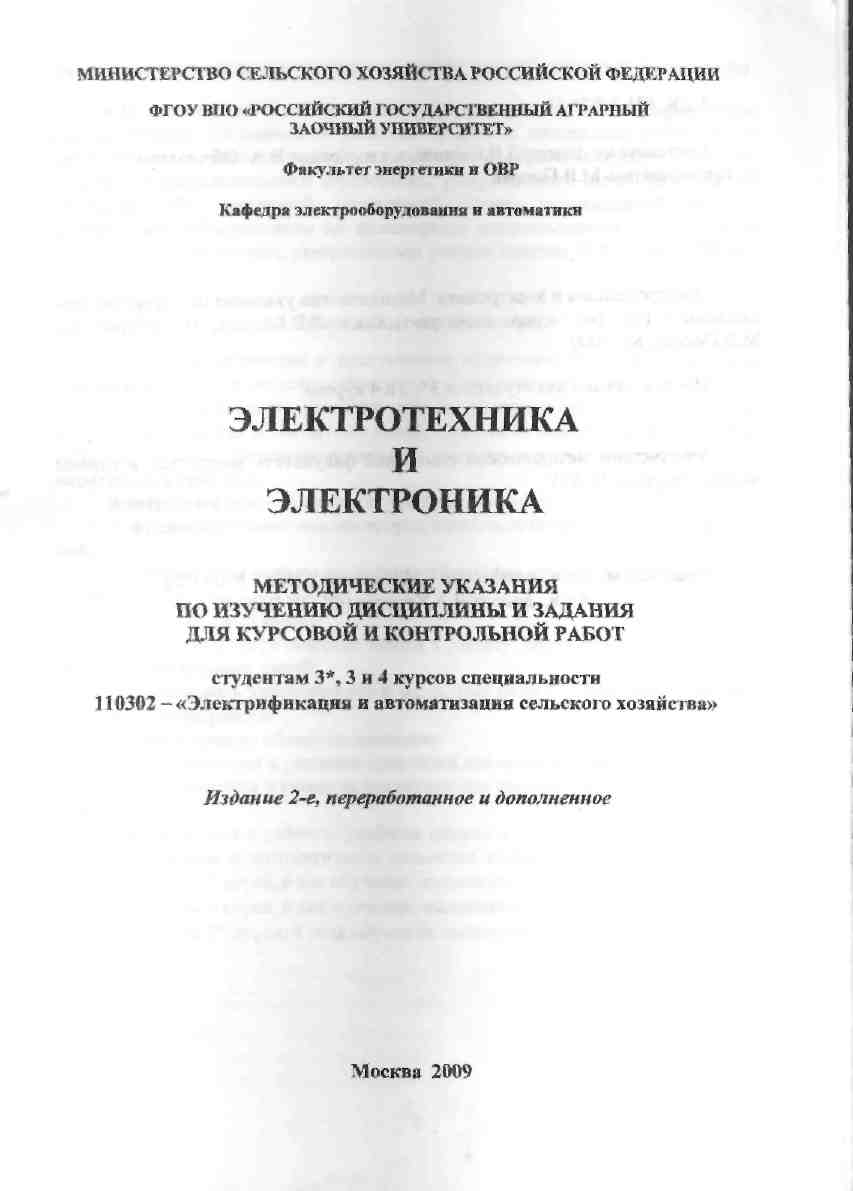 МИНИСТЕРСТВО СЕЛЬСКОГО ХОЗЯЙСТВА РОССИЙСКОЙ ФЕДЕРАЦИИ
ФГОУ ВПО «РОССИЙСКИЙ ГОСУДАРСТВЕННЫЙ АГРАРНЫЙ
ЗАОЧНЫЙ УНИВЕРСИТЕТ»
Факультет энергетики и ОВР
Кафедра электрооборудования и автоматики
ЭЛЕКТРОТЕХНИКА
И
ЭЛЕКТРОНИКА
МЕТОДИЧЕСКИЕ УКАЗАНИЯ
ПО ИЗУЧЕНИЮ ДИСЦИПЛИНЫ И ЗАДАНИЯ
ДЛЯ КУРСОВОЙ И КОНТРОЛЬНОЙ РАБОТ
студентам 3*, 3 и 4 курсов специальности
110302 – «Электрификация и автоматизация сельского хозяйства»
Издание 2-е, переработанное и дополненное
Москва 2009